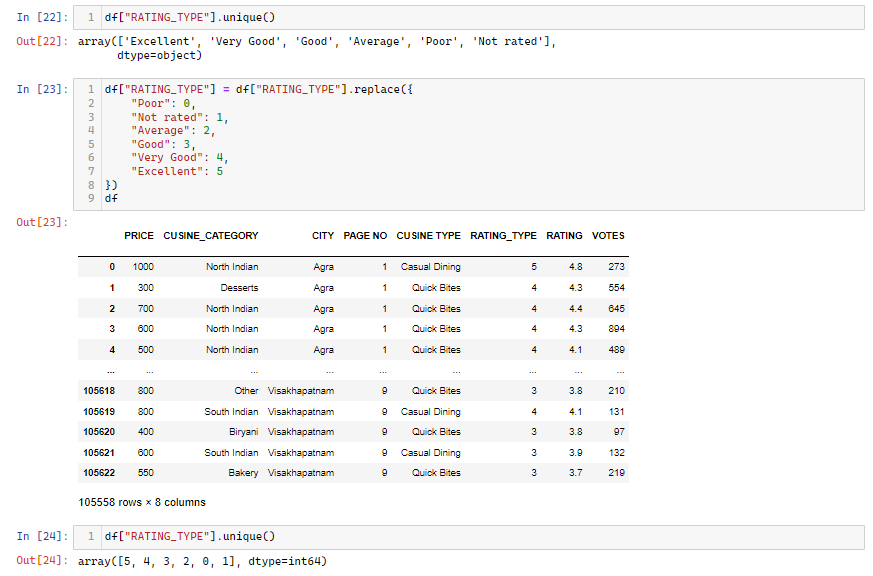 In [22]: 1 df["RATING_TYPE"].unique()
Out[22]: array(['Excellent', 'Very Good', 'Good', 'Average', 'Poor', 'Not rated'],
dtype=object)
In [23]: 1 df["RATING_TYPE"] = df["RATING_TYPE"].replace({
2 "Poor": 0,
3 "Not rated": 1,
4 "Average": 2,
5 "Good": 3,
6 "Very Good": 4,
7 "Excellent": 5
8 })
9 df
Out[23]:
PRICE CUSINE_CATEGORY CITY PAGE NO CUSINE TYPE RATING_TYPE RATING VOTES
0 1000 North Indian Agra 1 Casual Dining 5 4.8 273
1 300 Desserts Agra 1 Quick Bites 4 4.3 554
2 700 North Indian Agra 1 Quick Bites 4 4.4 645
3 600 North Indian Agra 1 Quick Bites 4 4.3 894
4 500 North Indian Agra 1 Quick Bites 4 4.1 489
... ... ... ... ... ... ... ... ...
105618 800 Other Visakhapatnam 9 Quick Bites 3 3.8 210
105619 800 South Indian Visakhapatnam 9 Casual Dining 4 4.1 131
105620 400 Biryani Visakhapatnam 9 Quick Bites 3 3.8 97
105621 600 South Indian Visakhapatnam 9 Casual Dining 3 3.9 132
105622 550 Bakery Visakhapatnam 9 Quick Bites 3 3.7 219
105558 rows × 8 columns
In [24]: 1 df["RATING_TYPE"].unique()
Out[24]: array([5, 4, 3, 2, 0, 1], dtype=int64)